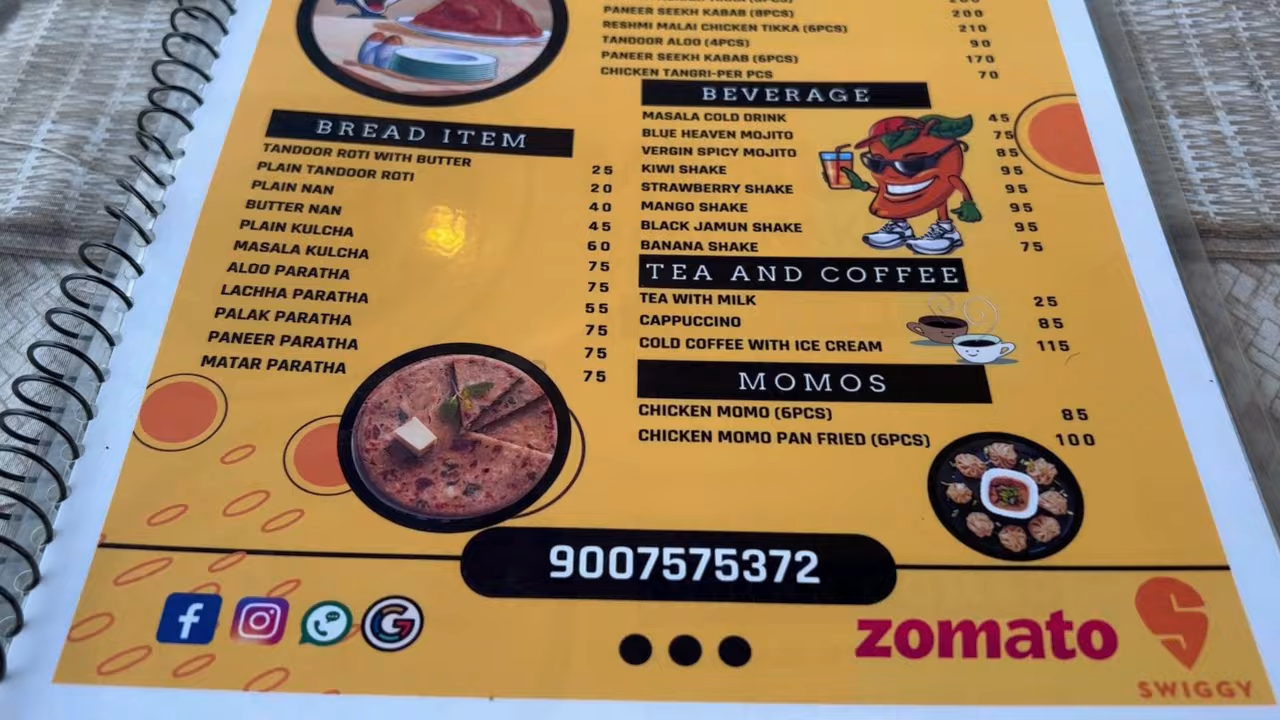 PANEER SEEKH KABAB (8PCS) 200
RESHMI MALAI CHICKEN TIKKA (6PCS) 210
TANDOOR ALOO (4PCS) 90
PANEER SEEKH KABAB (6PCS) 170
CHICKEN TANGRI-PER PCS 70
BREAD ITEM
TANDOOR ROTI WITH BUTTER 25
PLAIN TANDOOR ROTI 20
PLAIN NAN 40
BUTTER NAN 45
PLAIN KULCHA 60
MASALA KULCHA 75
ALOO PARATHA 75
LACHHA PARATHA 55
PALAK PARATHA 75
PANEER PARATHA 75
MATAR PARATHA 75
BEVERAGE
MASALA COLD DRINK 45
BLUE HEAVEN MOJITO 75
VERGIN SPICY MOJITO 85
KIWI SHAKE 95
STRAWBERRY SHAKE 95
MANGO SHAKE 95
BLACK JAMUN SHAKE 95
BANANA SHAKE 75
TEA AND COFFEE
TEA WITH MILK 25
CAPPUCCINO 85
COLD COFFEE WITH ICE CREAM 115
MOMOS
CHICKEN MOMO (6PCS) 85
CHICKEN MOMO PAN FRIED (6PCS) 100
9007575372
zomato
SWIGGY